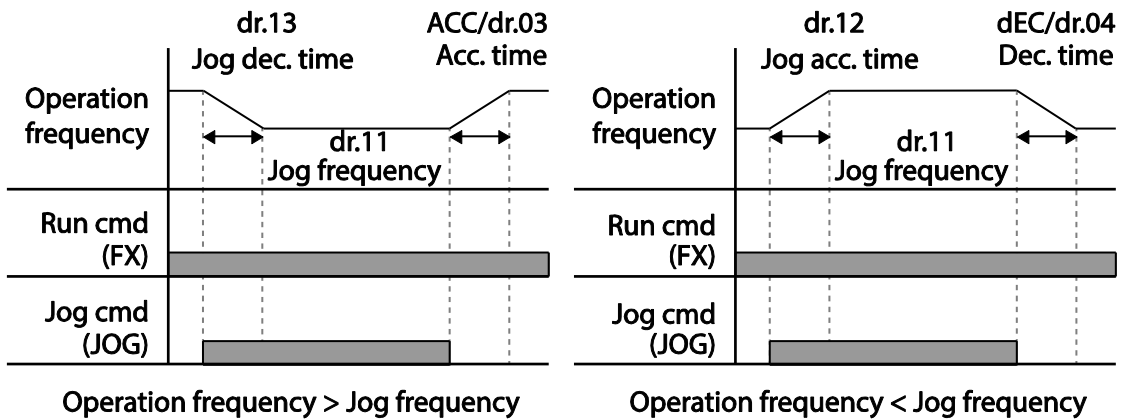 dr.13
Jog dec. time
ACC/dr.03
Acc. time
Operation
frequency
dr.11
Jog frequency
Run cmd
(FX)
Jog cmd
(JOG)
Operation frequency > Jog frequency
dr.12
Jog acc. time
dEC/dr.04
Dec. time
Operation
frequency
dr.11
Jog frequency
Run cmd
(FX)
Jog cmd
(JOG)
Operation frequency < Jog frequency